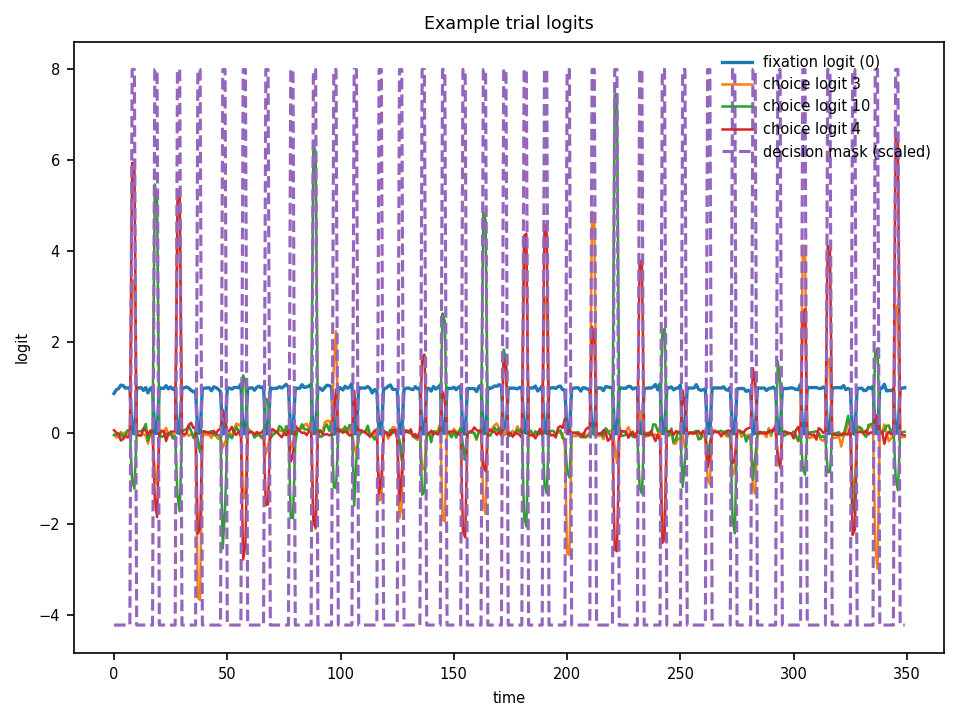 Example trial logits
8
6
4
2
0
−2
−4
logit
fixation logit (0)
choice logit 3
choice logit 10
choice logit 4
decision mask (scaled)
0 50 100 150 200 250 300 350
time